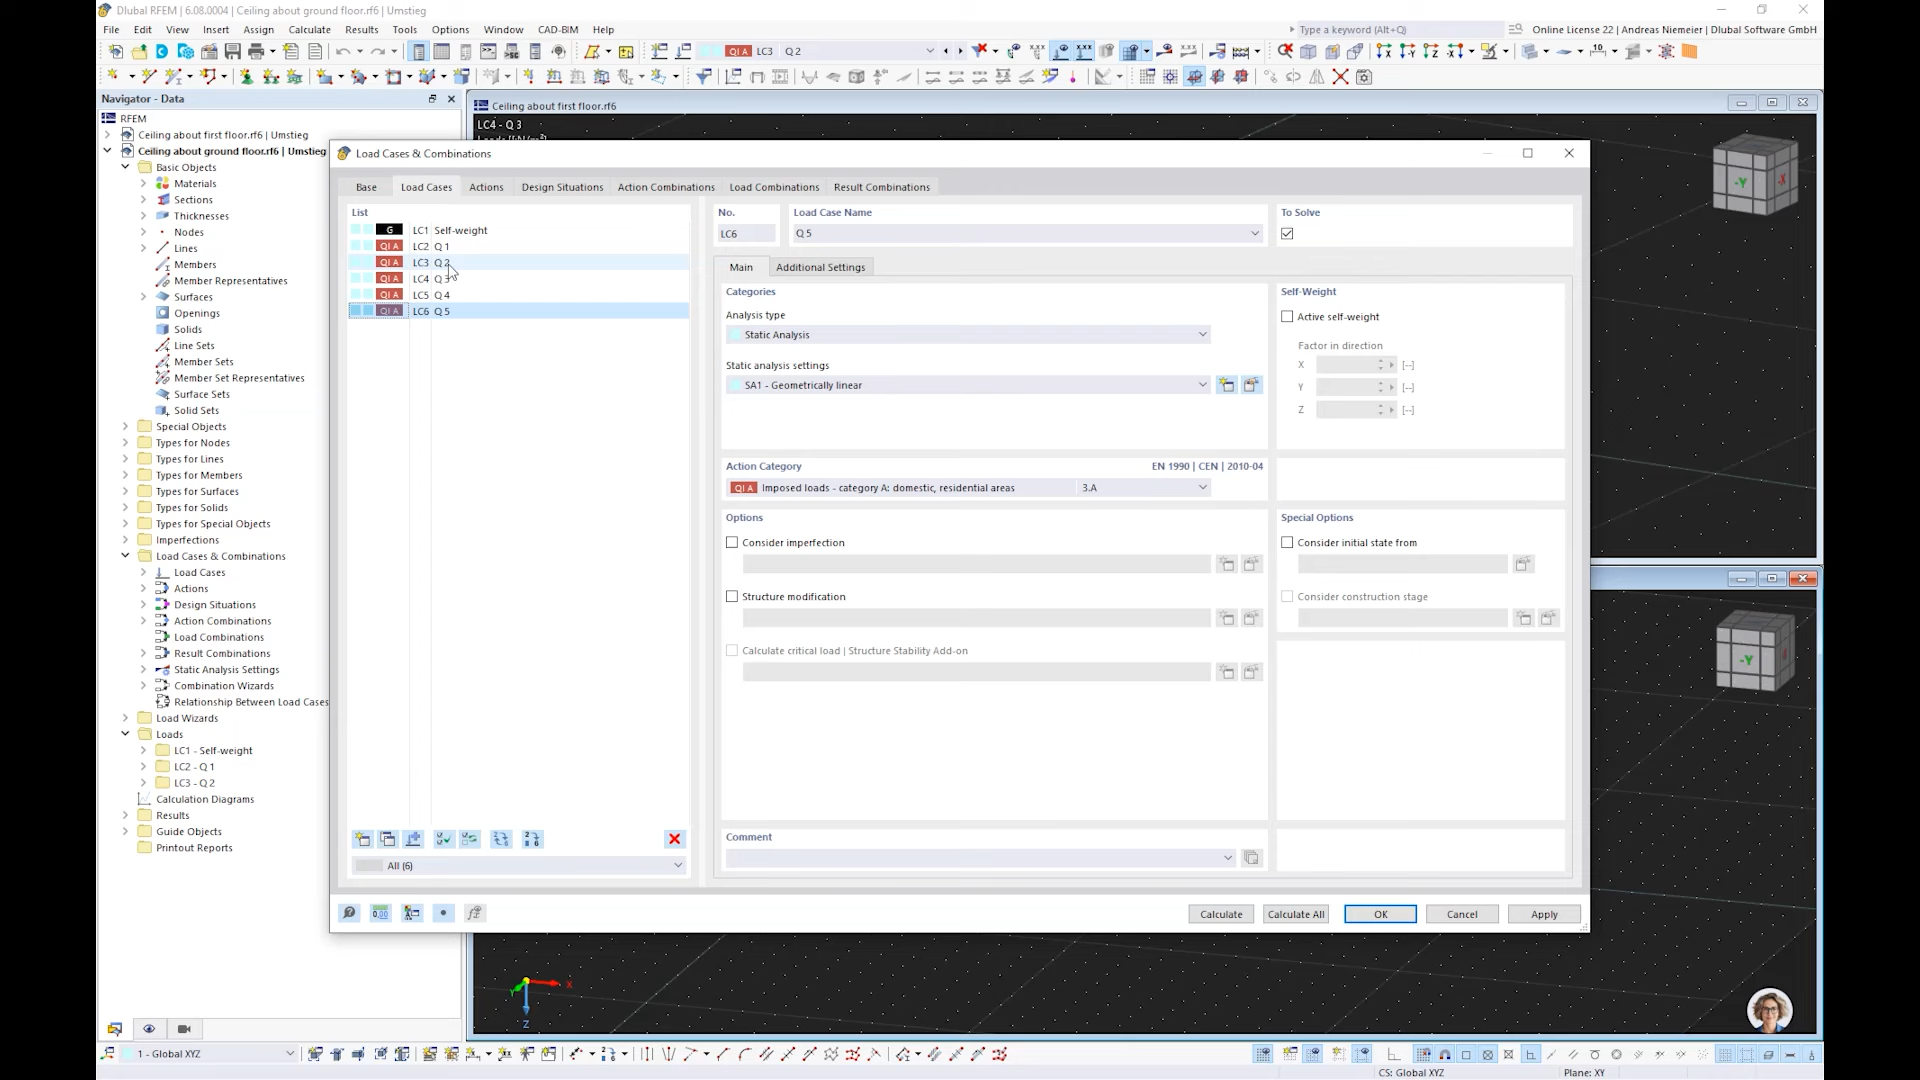 Dlubal RFEM | 6.08.0004 | Ceiling about ground floor.rf6 | Umstieg
File Edit View Insert Assign Calculate Results Tools Options Window CAD-BIM Help
Type a keyword (Alt+Q)
Online License 22 | Andreas Niemeier | Dlubal Software GmbH
QI A LC3 Q 2
Navigator - Data
RFEM
Ceiling about first floor.rf6 | Umstieg
Ceiling about ground floor.rf6 | Umstieg
Basic Objects
Materials
Sections
Thicknesses
Nodes
Lines
Members
Member Representatives
Surfaces
Openings
Solids
Line Sets
Member Sets
Member Set Representatives
Surface Sets
Solid Sets
Special Objects
Types for Nodes
Types for Lines
Types for Members
Types for Surfaces
Types for Solids
Types for Special Objects
Imperfections
Load Cases & Combinations
Load Cases
Actions
Design Situations
Action Combinations
Load Combinations
Result Combinations
Static Analysis Settings
Combination Wizards
Relationship Between Load Cases
Load Wizards
Loads
LC1 - Self-weight
LC2 - Q 1
LC3 - Q 2
Calculation Diagrams
Results
Guide Objects
Printout Reports
Ceiling about first floor.rf6
LC4 - Q 3
-Y -X
Load Cases & Combinations
Base Load Cases Actions Design Situations Action Combinations Load Combinations Result Combinations
List
G LC1 Self-weight
QI A LC2 Q 1
QI A LC3 Q 2
QI A LC4 Q 3
QI A LC5 Q 4
QI A LC6 Q 5
All (6)
No.
LC6
Load Case Name
Q 5
To Solve
Main Additional Settings
Categories
Analysis type
Static Analysis
Static analysis settings
SA1 - Geometrically linear
Self-Weight
Active self-weight
Factor in direction
X [--]
Y [--]
Z [--]
Action Category EN 1990 | CEN | 2010-04
QI A Imposed loads - category A: domestic, residential areas 3.A
Options
Consider imperfection
Structure modification
Calculate critical load | Structure Stability Add-on
Special Options
Consider initial state from
Consider construction stage
Comment
Calculate Calculate All OK Cancel Apply
-Y
X
Y
Z
1 - Global XYZ
CS: Global XYZ Plane: XY